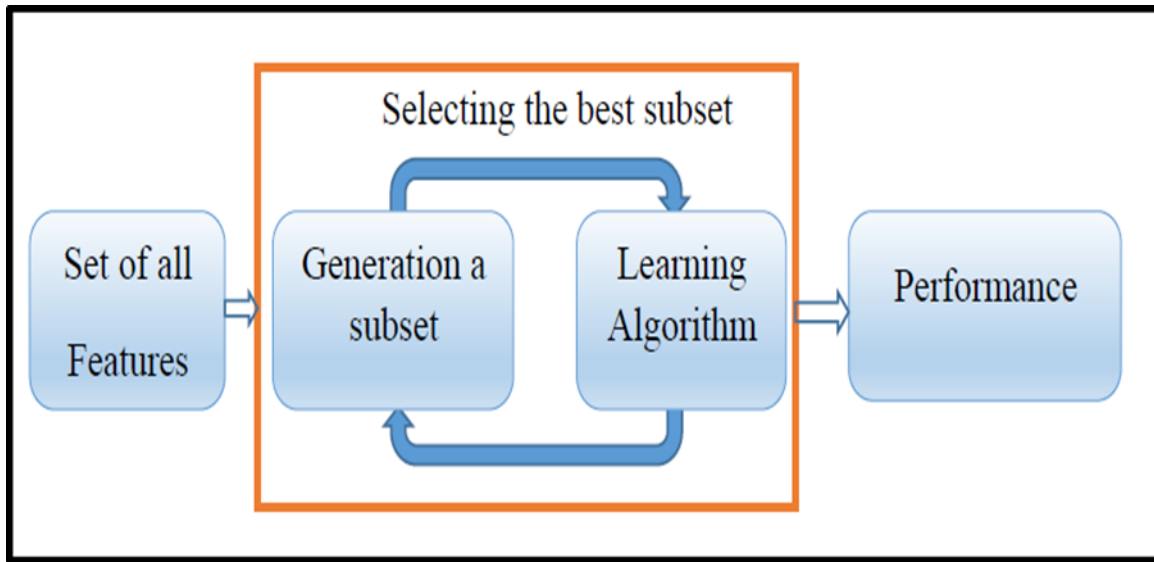 Selecting the best subset
Set of all
Features
Generation a
subset
Learning
Algorithm
Performance